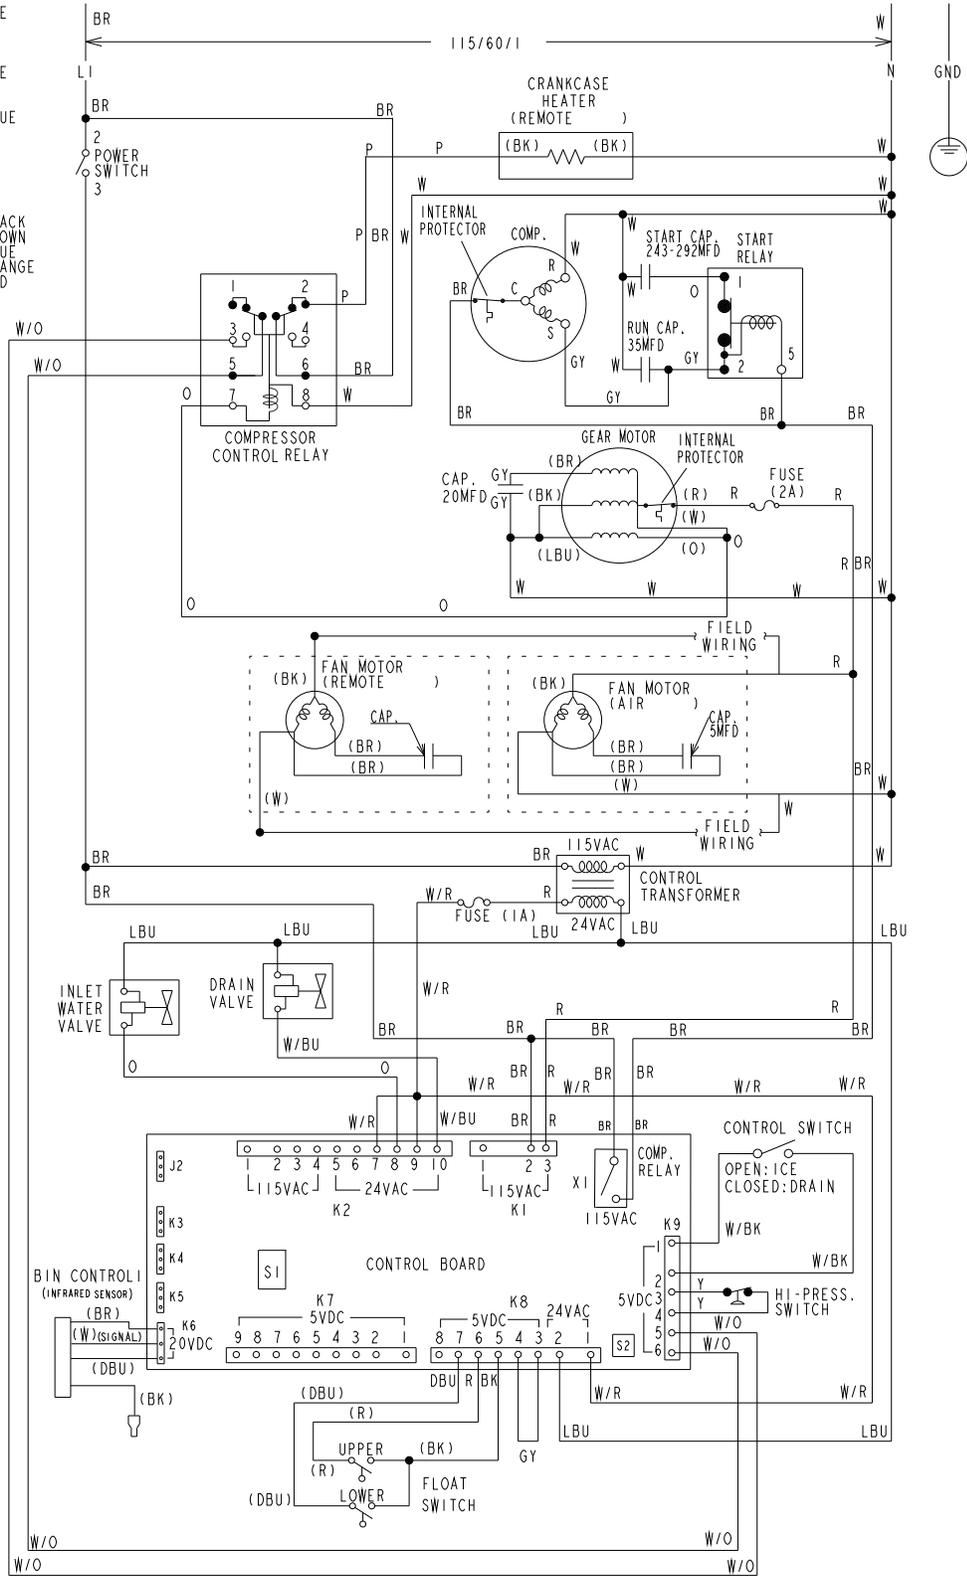 E
BR
W
115/60/1
E
L1
N
GND
CRANKCASE
HEATER
(REMOTE )
UE
BR
BR
2
POWER
SWITCH
3
P
P
(BK)
(BK)
W
W
W
W
ACK
OWN
UE
ANGE
D
INTERNAL
PROTECTOR
COMP.
W
W
START CAP.
243-292MFD
START
RELAY
P
BR
W
R
C
S
BR
W
O
1
1
2
P
3
4
RUN CAP.
35MFD
W/O
W/O
5
6
BR
GY
W
GY
2
5
O
7
8
W
GY
BR
BR
BR
COMPRESSOR
CONTROL RELAY
GEAR MOTOR
INTERNAL
PROTECTOR
(BR)
CAP.
20MFD
GY
GY
(BK)
(R)
R
FUSE
(2A)
R
(W)
(LBU)
(O)
O
R
BR
W
W
W
W
O
O
FIELD
WIRING
R
FAN MOTOR
(REMOTE )
(BK)
CAP.
(BR)
(BR)
(W)
(BK)
FAN MOTOR
(AIR )
CAP.
5MFD
(BR)
(BR)
(W)
BR
W
W
FIELD
WIRING
BR
115VAC
BR
W
W
CONTROL
TRANSFORMER
BR
W/R
R
FUSE (1A)
24VAC
LBU
LBU
LBU
LBU
LBU
INLET
WATER
VALVE
DRAIN
VALVE
W/R
R
R
W/BU
BR
BR
BR
BR
BR
O
O
BR
R
BR
BR
W/R
W/R
W/R
W/R
W/R
W/BU
BR
R
BR
BR
CONTROL SWITCH
J2
1 2 3 4 5 6 7 8 9 10
115VAC
24VAC
K2
1 2 3
115VAC
K1
X1
COMP.
RELAY
115VAC
OPEN:ICE
CLOSED:DRAIN
K3
K4
K5
S1
CONTROL BOARD
K9
W/BK
W/BK
1
2
3
4
5
6
5VDC
Y
Y
HI-PRESS.
SWITCH
W/O
W/O
BIN CONTROL1
(INFRARED SENSOR)
(BR)
(W)(SIGNAL)
(DBU)
(BK)
K6
20VDC
K7
5VDC
9 8 7 6 5 4 3 2 1
K8
5VDC
24VAC
8 7 6 5 4 3 2 1
S2
DBU
R
BK
W/R
W/R
(DBU)
(R)
UPPER
(BK)
(R)
GY
LBU
LBU
(DBU)
LOWER
FLOAT
SWITCH
W/O
W/O
W/O
W/O